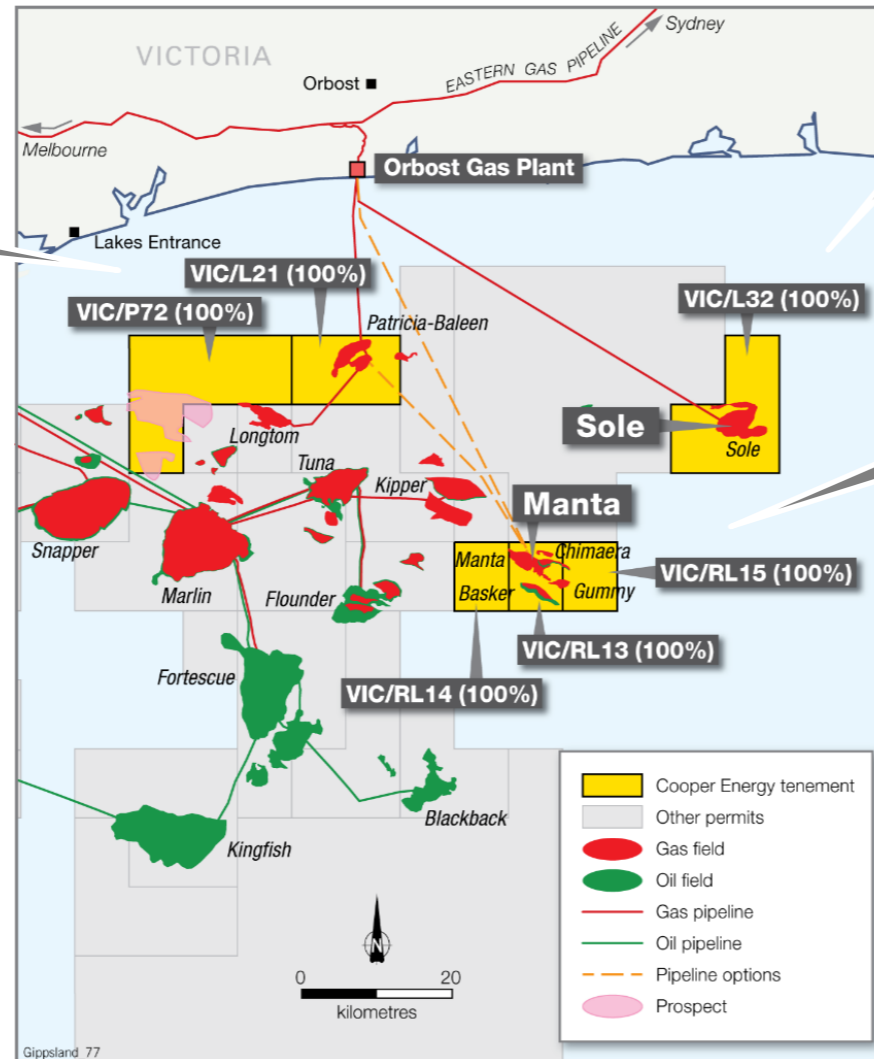 VICTORIA
Sydney
EASTERN GAS PIPELINE
Orbost
Melbourne
Orbost Gas Plant
Lakes Entrance
VIC/L21 (100%)
VIC/L32 (100%)
VIC/P72 (100%)
Patricia-Baleen
Longtom
Sole
Sole
Tuna
Kipper
Manta
Snapper
Manta
Chimaera
Marlin
Flounder
Basker
Gummy
VIC/RL15 (100%)
VIC/RL13 (100%)
Fortescue
VIC/RL14 (100%)
Blackback
Kingfish
Cooper Energy tenement
Other permits
Gas field
Oil field
Gas pipeline
Oil pipeline
Pipeline options
Prospect
N
0 20
kilometres
Gippsland 77